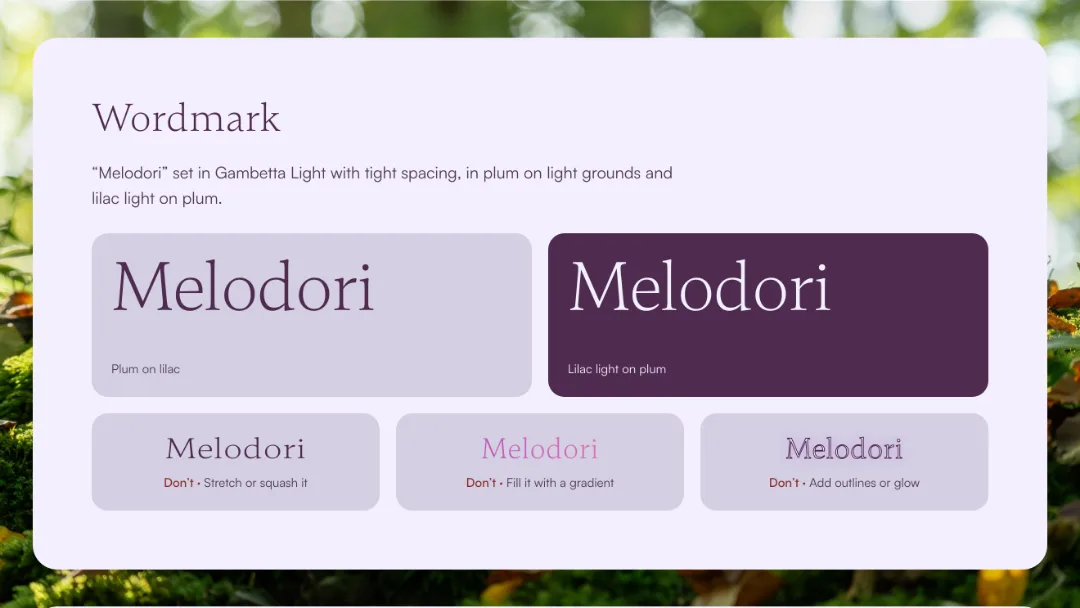 Wordmark
“Melodori” set in Gambetta Light with tight spacing, in plum on light grounds and
lilac light on plum.
Melodori
Plum on lilac
Melodori
Lilac light on plum
Melodori
Don’t · Stretch or squash it
Melodori
Don’t · Fill it with a gradient
Melodori
Don’t · Add outlines or glow